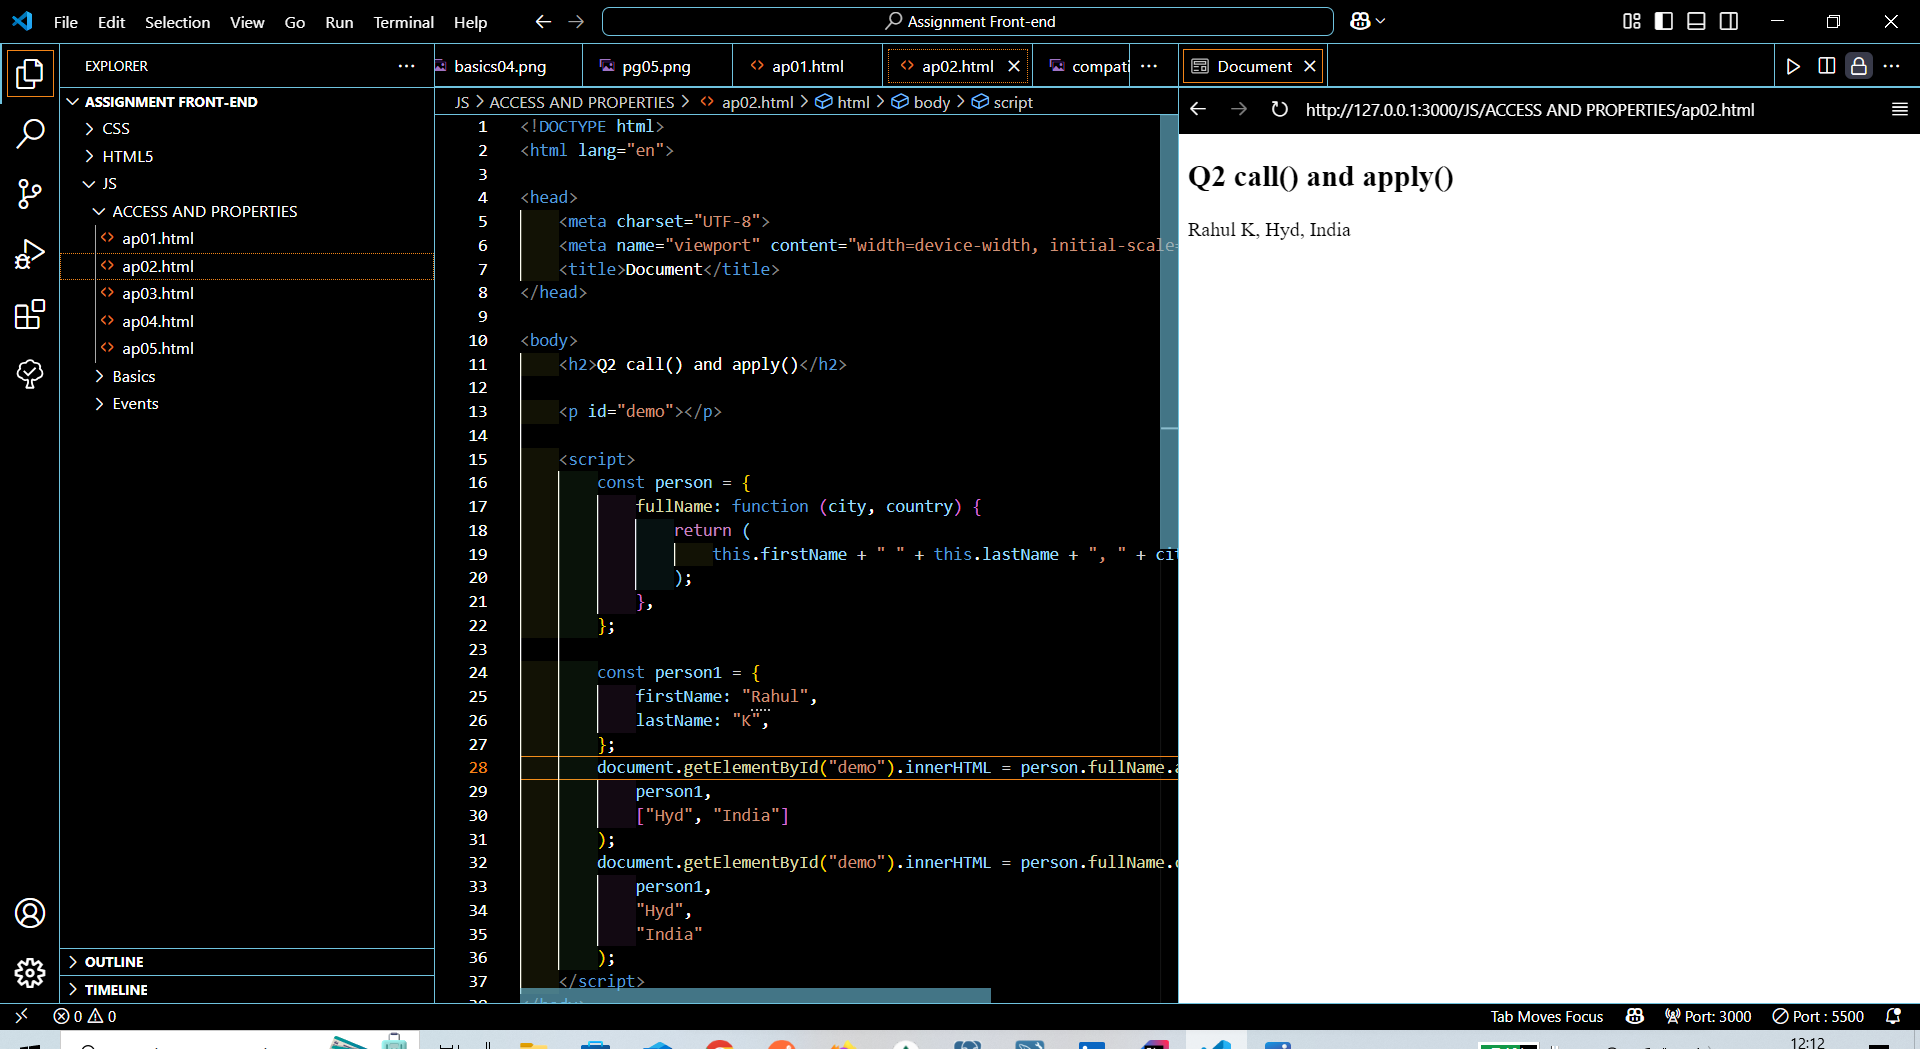 File Edit Selection View Go Run Terminal Help
Assignment Front-end
EXPLORER
ASSIGNMENT FRONT-END
CSS
HTML5
JS
ACCESS AND PROPERTIES
ap01.html
ap02.html
ap03.html
ap04.html
ap05.html
Basics
Events
OUTLINE
TIMELINE
basics04.png pg05.png ap01.html ap02.html compati
JS > ACCESS AND PROPERTIES > ap02.html > html > body > script
1 <!DOCTYPE html>
2 <html lang="en">
3
4 <head>
5 <meta charset="UTF-8">
6 <meta name="viewport" content="width=device-width, initial-scale=
7 <title>Document</title>
8 </head>
9
10 <body>
11 <h2>Q2 call() and apply()</h2>
12
13 <p id="demo"></p>
14
15 <script>
16 const person = {
17 fullName: function (city, country) {
18 return (
19 this.firstName + " " + this.lastName + ", " + cit
20 );
21 },
22 };
23
24 const person1 = {
25 firstName: "Rahul",
26 lastName: "K",
27 };
28 document.getElementById("demo").innerHTML = person.fullName.
29 person1,
30 ["Hyd", "India"]
31 );
32 document.getElementById("demo").innerHTML = person.fullName.
33 person1,
34 "Hyd",
35 "India"
36 );
37 </script>
Document
http://127.0.0.1:3000/JS/ACCESS AND PROPERTIES/ap02.html
Q2 call() and apply()
Rahul K, Hyd, India
0 0
Tab Moves Focus Port: 3000 Port : 5500
12:12